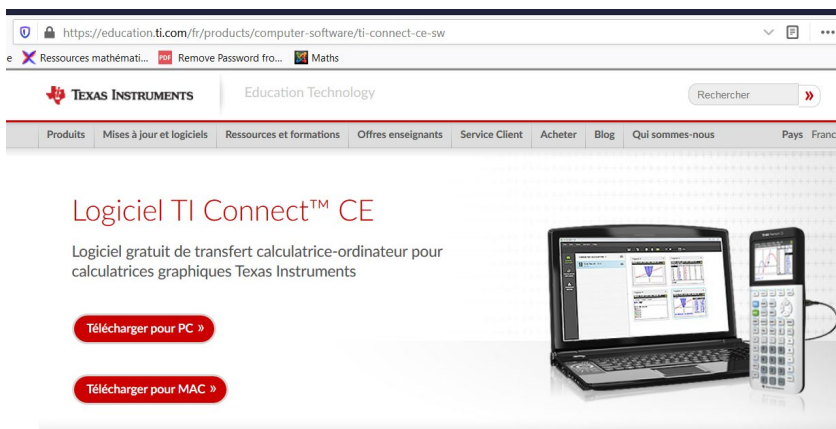 https://education.ti.com/fr/products/computer-software/ti-connect-ce-sw
e Ressources mathémati... PDF Remove Password fro... Maths
TEXAS INSTRUMENTS Education Technology Rechercher »
Produits Mises à jour et logiciels Ressources et formations Offres enseignants Service Client Acheter Blog Qui sommes-nous Pays Franc
Logiciel TI Connect™ CE
Logiciel gratuit de transfert calculatrice-ordinateur pour
calculatrices graphiques Texas Instruments
Télécharger pour PC »
Télécharger pour MAC »